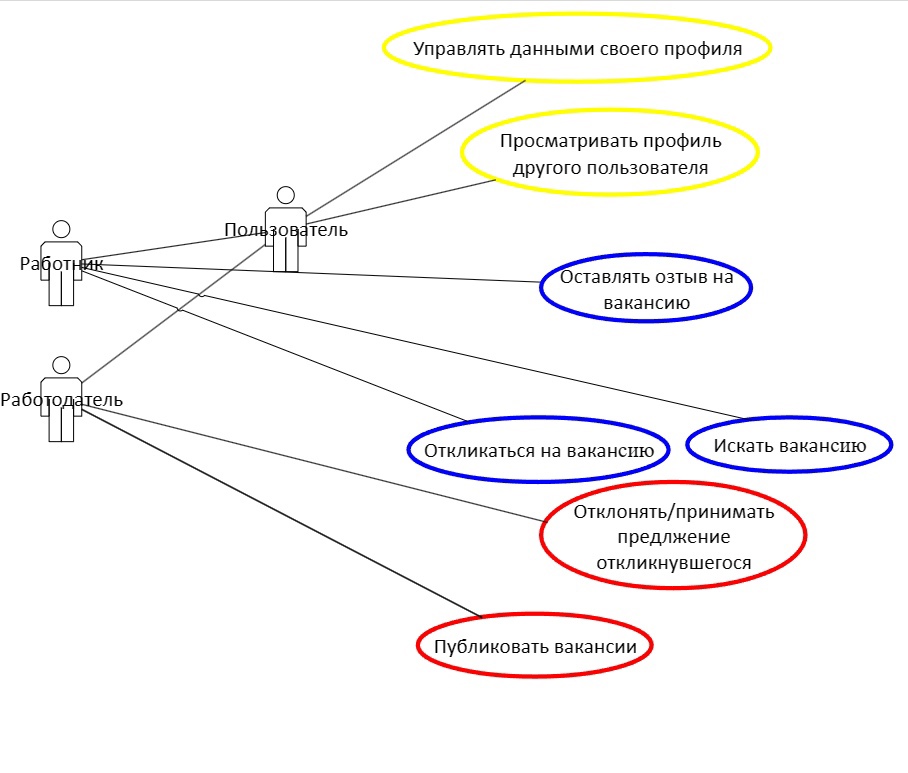 Управлять данными своего профиля
Просматривать профиль
другого пользователя
Пользователь
Работник
Оставлять озтыв на
вакансию
Работодатель
Откликаться на вакансию
Искать вакансию
Отклонять/принимать
предлжение
откликнувшегося
Публиковать вакансии